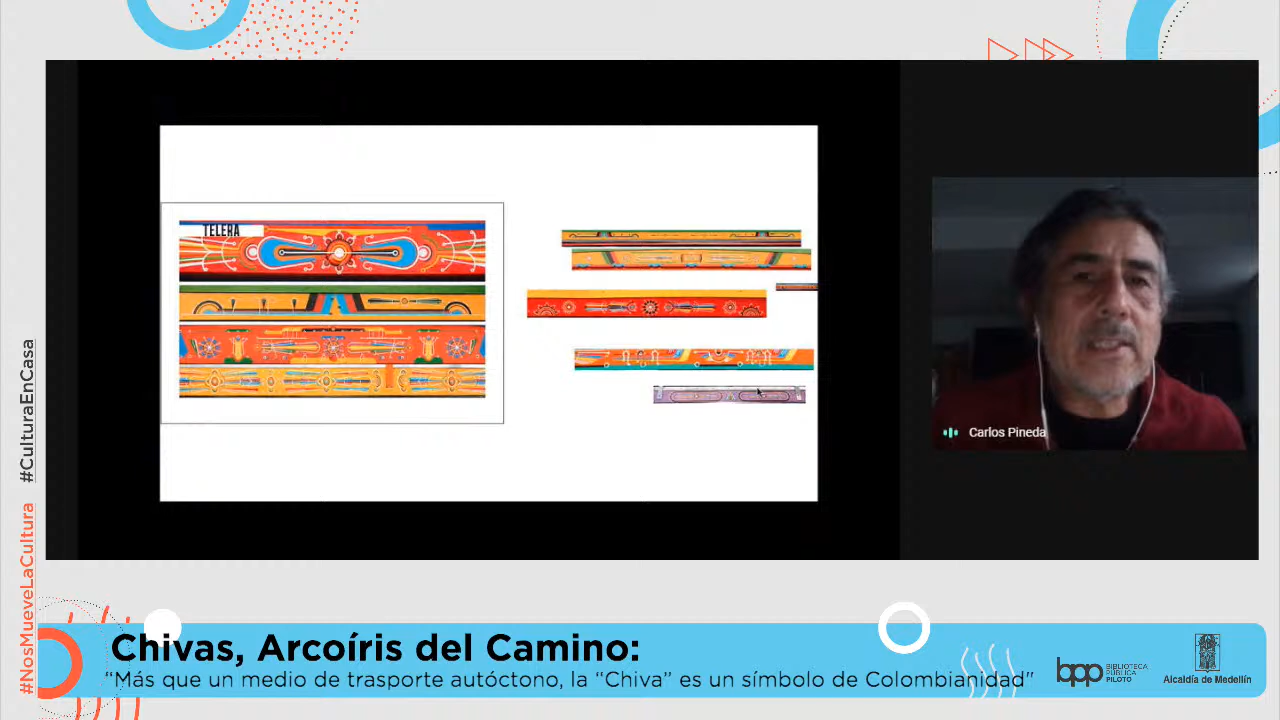 TELERA
Carlos Pineda
#NosMueveLaCultura #CulturaEnCasa
Chivas, Arcoíris del Camino:
“Más que un medio de trasporte autóctono, la “Chiva” es un símbolo de Colombianidad"
bpp BIBLIOTECA
PÚBLICA
PILOTO
Alcaldía de Medellín